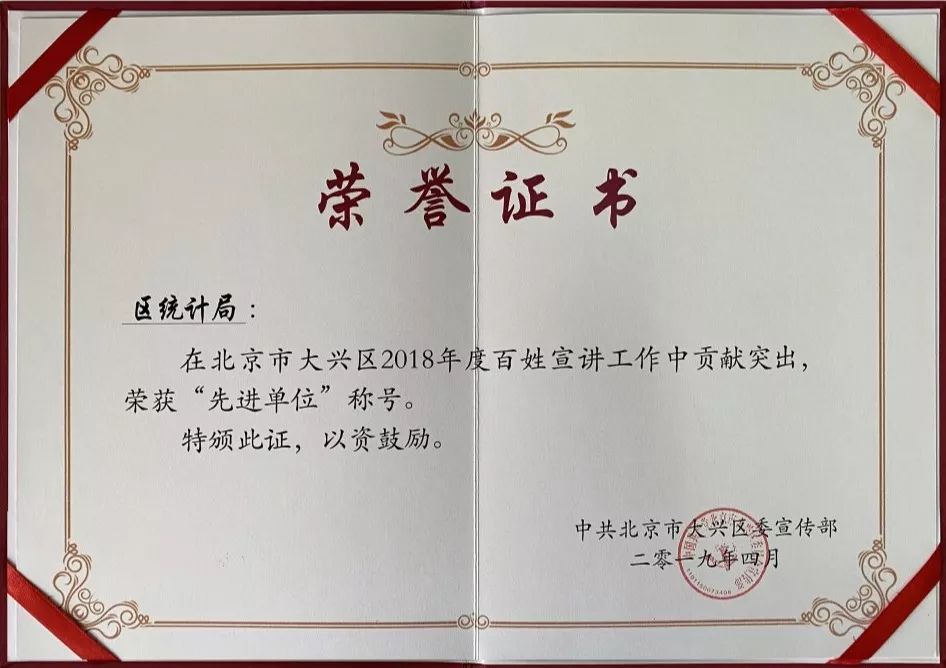 荣誉证书
区统计局：
在北京市大兴区2018年度百姓宣讲工作中贡献突出，
荣获“先进单位”称号。
特颁此证，以资鼓励。
中共北京市大兴区委宣传部
二零一九年四月